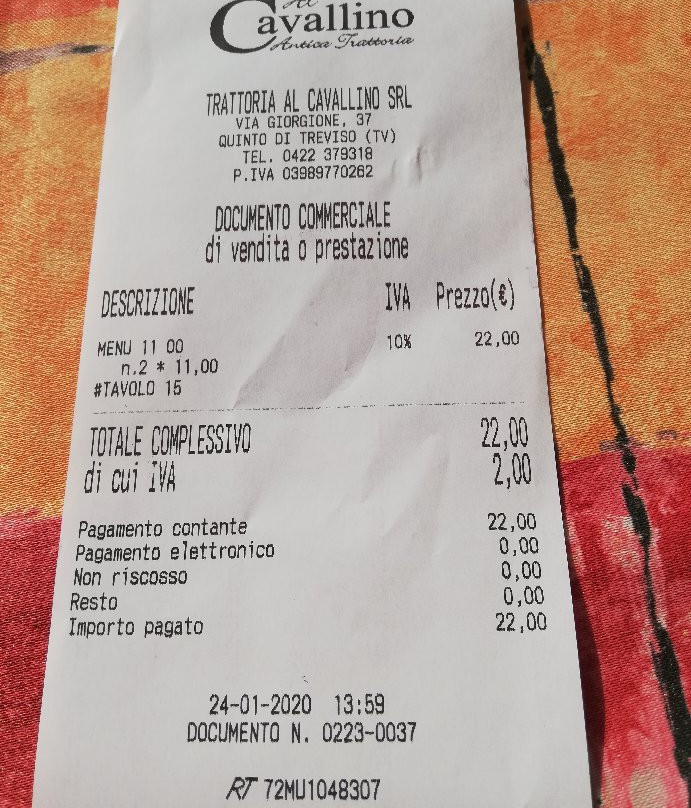 Al
Cavallino
Antica Trattoria
TRATTORIA AL CAVALLINO SRL
VIA GIORGIONE, 37
QUINTO DI TREVISO (TV)
TEL. 0422 379318
P.IVA 03989770262
DOCUMENTO COMMERCIALE
di vendita o prestazione
DESCRIZIONE IVA Prezzo(€)
MENU 11 00 10% 22,00
n.2 * 11,00
#TAVOLO 15
TOTALE COMPLESSIVO 22,00
di cui IVA 2,00
Pagamento contante 22,00
Pagamento elettronico 0,00
Non riscosso 0,00
Resto 0,00
Importo pagato 22,00
24-01-2020 13:59
DOCUMENTO N. 0223-0037
RT 72MU1048307